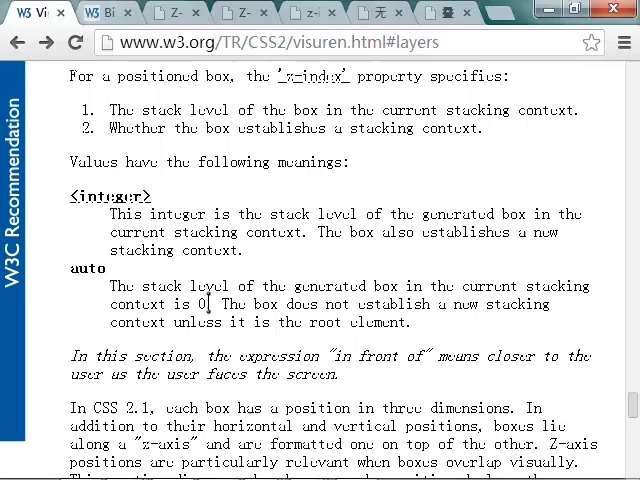 W3 Vis
W3 Bi
Z-
Z-
z-i
无
www.w3.org/TR/CSS2/visuren.html#layers
W3C Recommendation
For a positioned box, the 'z-index' property specifies:
1. The stack level of the box in the current stacking context.
2. Whether the box establishes a stacking context.
Values have the following meanings:
<integer>
This integer is the stack level of the generated box in the
current stacking context. The box also establishes a new
stacking context.
auto
The stack level of the generated box in the current stacking
context is 0. The box does not establish a new stacking
context unless it is the root element.
In this section, the expression "in front of" means closer to the
user as the user faces the screen.
In CSS 2.1, each box has a position in three dimensions. In
addition to their horizontal and vertical positions, boxes lie
along a "z-axis" and are formatted one on top of the other. Z-axis
positions are particularly relevant when boxes overlap visually.